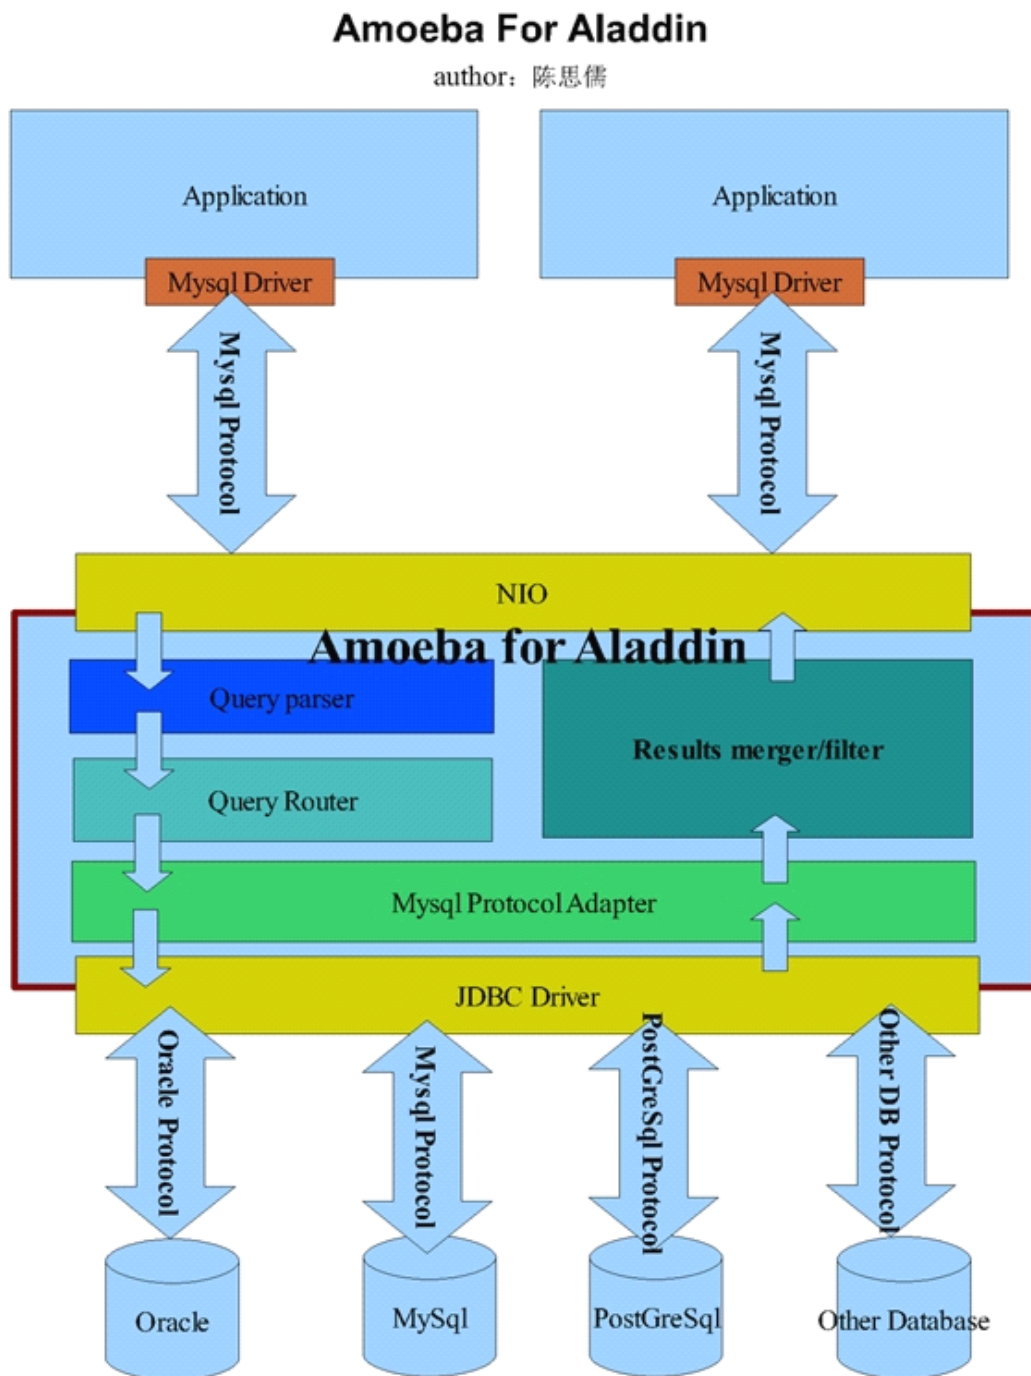 Amoeba For Aladdin
author：陈思儒
Application
Application
Mysql Driver
Mysql Driver
Mysql Protocol
Mysql Protocol
NIO
Amoeba for Aladdin
Query parser
Results merger/filter
Query Router
Mysql Protocol Adapter
JDBC Driver
Oracle Protocol
Mysql Protocol
PostGreSql Protocol
Other DB Protocol
Oracle
MySql
PostGreSql
Other Database